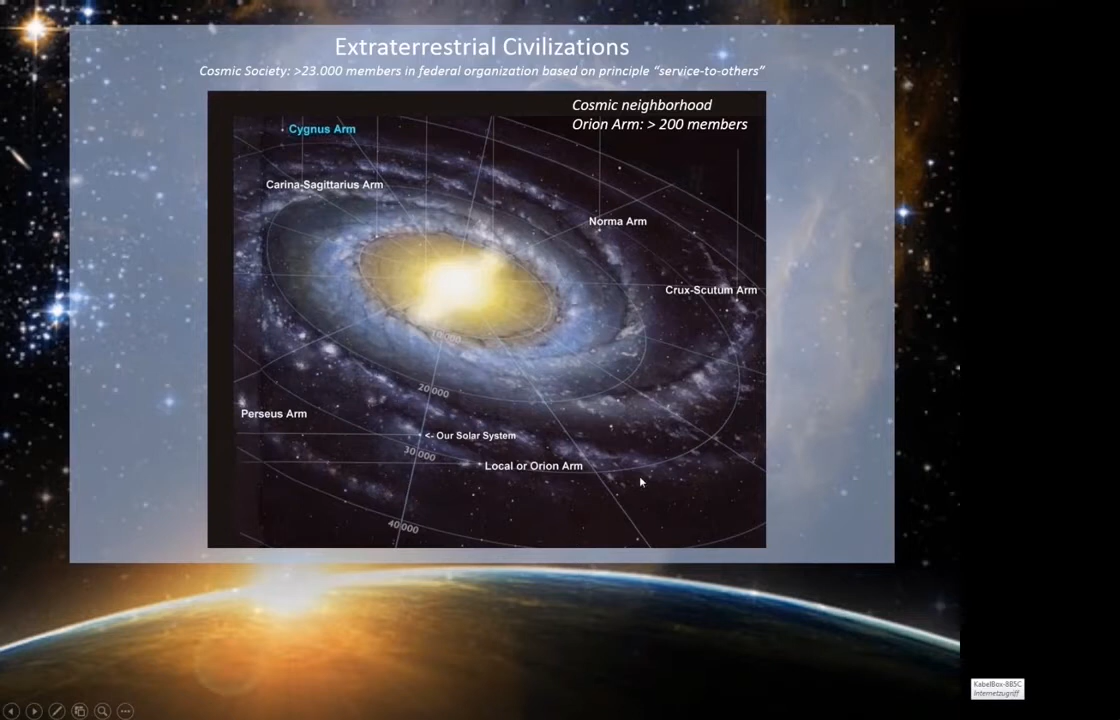 Extraterrestrial Civilizations
Cosmic Society: >23.000 members in federal organization based on principle “service-to-others”
Cosmic neighborhood
Orion Arm: > 200 members
Cygnus Arm
Carina-Sagittarius Arm
Norma Arm
Crux-Scutum Arm
10 000
20 000
Perseus Arm
<- Our Solar System
30 000
Local or Orion Arm
40 000
KabelBox-8B5C
Internetzugriff